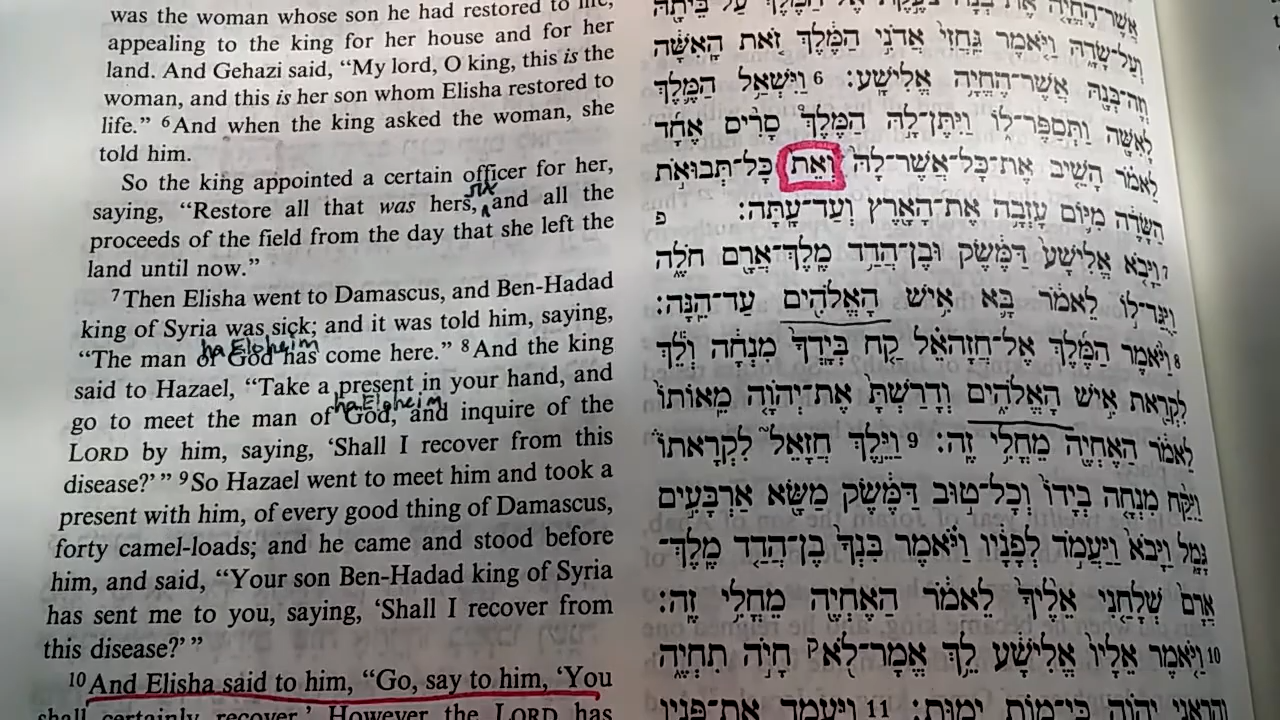 was the woman whose son he had restored to life,
appealing to the king for her house and for her
land. And Gehazi said, “My lord, O king, this is the
woman, and this is her son whom Elisha restored to
life.” 6And when the king asked the woman, she
told him.
So the king appointed a certain officer for her,
saying, “Restore all that was hers, and all the
proceeds of the field from the day that she left the
land until now.”
7Then Elisha went to Damascus, and Ben-Hadad
king of Syria was sick; and it was told him, saying,
ha Eloheim
“The man of God has come here.” 8And the king
said to Hazael, “Take a present in your hand, and
ha Eloheim
go to meet the man of God, and inquire of the
LORD by him, saying, ‘Shall I recover from this
disease?’ ” 9So Hazael went to meet him and took a
present with him, of every good thing of Damascus,
forty camel-loads; and he came and stood before
him, and said, “Your son Ben-Hadad king of Syria
has sent me to you, saying, ‘Shall I recover from
this disease?’ ”
10And Elisha said to him, “Go, say to him, ‘You
shall certainly recover.’ However the LORD has
אֲשֶׁר־הֶחֱיָה אֶת־בְּנָהּ צֹעֶקֶת אֶל־הַמֶּלֶךְ עַל־בֵּיתָהּ
וְעַל־שָׂדָהּ וַיֹּאמֶר גֵּחֲזִי אֲדֹנִי הַמֶּלֶךְ זֹאת הָאִשָּׁה
וְזֶה־בְּנָהּ אֲשֶׁר־הֶחֱיָה אֱלִישָׁע׃ 6 וַיִּשְׁאַל הַמֶּלֶךְ
לָאִשָּׁה וַתְּסַפֶּר־לוֹ וַיִּתֶּן־לָהּ הַמֶּלֶךְ סָרִים אֶחָד
לֵאמֹר הָשֵׁיב אֶת־כָּל־אֲשֶׁר־לָהּ וְאֵת כָּל־תְּבוּאֹת
הַשָּׂדֶה מִיּוֹם עָזְבָה אֶת־הָאָרֶץ וְעַד־עָתָּה׃ פ
7 וַיָּבֹא אֱלִישָׁע דַּמֶּשֶׂק וּבֶן־הֲדַד מֶלֶךְ־אֲרָם חֹלֶה
וַיֻּגַּד־לוֹ לֵאמֹר בָּא אִישׁ הָאֱלֹהִים עַד־הֵנָּה׃
8 וַיֹּאמֶר הַמֶּלֶךְ אֶל־חֲזָהאֵל קַח בְּיָדְךָ מִנְחָה וְלֵךְ
לִקְרַאת אִישׁ הָאֱלֹהִים וְדָרַשְׁתָּ אֶת־יְהוָה מֵאוֹתוֹ
לֵאמֹר הַאֶחְיֶה מֵחֳלִי זֶה׃ 9 וַיֵּלֶךְ חֲזָאֵל לִקְרָאתוֹ
וַיִּקַּח מִנְחָה בְיָדוֹ וְכָל־טוּב דַּמֶּשֶׂק מַשָּׂא אַרְבָּעִים
גָּמָל וַיָּבֹא וַיַּעֲמֹד לְפָנָיו וַיֹּאמֶר בִּנְךָ בֶן־הֲדַד מֶלֶךְ־
אֲרָם שְׁלָחַנִי אֵלֶיךָ לֵאמֹר הַאֶחְיֶה מֵחֳלִי זֶה׃
10 וַיֹּאמֶר אֵלָיו אֱלִישָׁע לֵךְ אֱמָר־לֹא חָיֹה תִחְיֶה
וְהִרְאַנִי יְהוָה כִּי־מוֹת יָמוּת׃ 11 וַיַּעֲמֵד אֶת־פָּנָיו